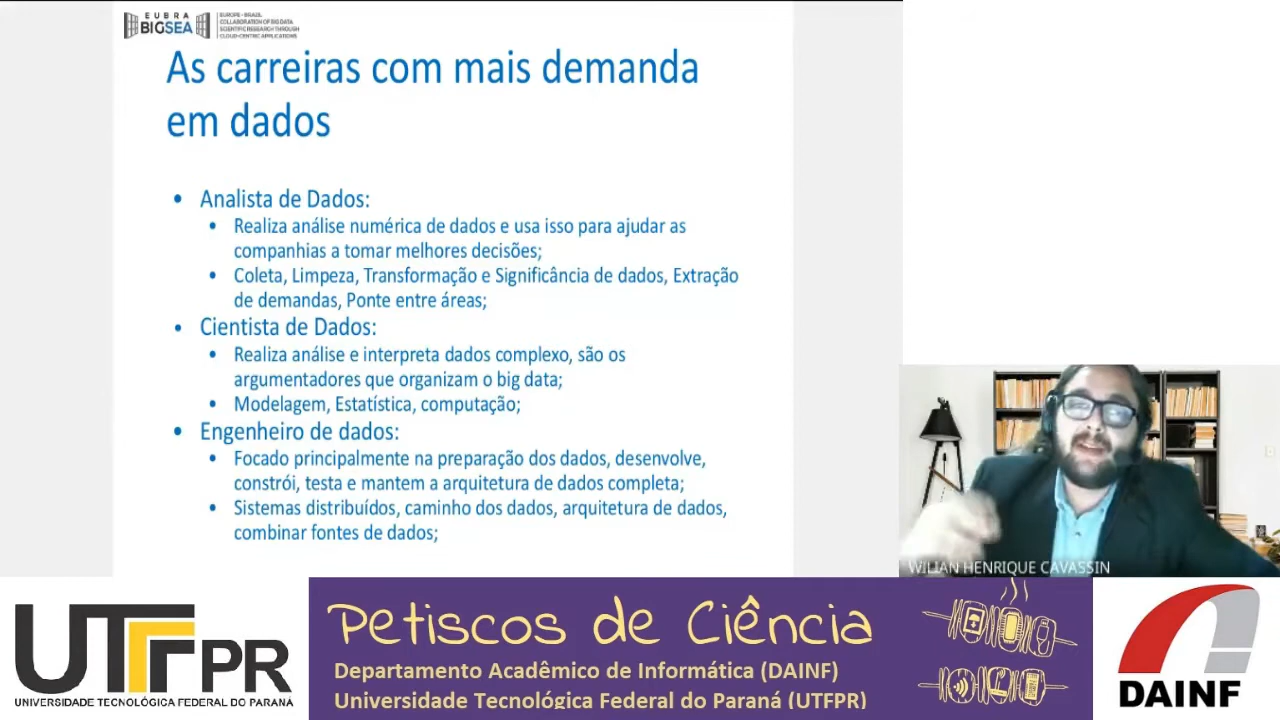 EUBRA
BIGSEA
EUROPE - BRAZIL
COLLABORATION OF BIG DATA
SCIENTIFIC RESEARCH THROUGH
CLOUD-CENTRIC APPLICATIONS
As carreiras com mais demanda
em dados
• Analista de Dados:
• Realiza análise numérica de dados e usa isso para ajudar as
companhias a tomar melhores decisões;
• Coleta, Limpeza, Transformação e Significância de dados, Extração
de demandas, Ponte entre áreas;
• Cientista de Dados:
• Realiza análise e interpreta dados complexo, são os
argumentadores que organizam o big data;
• Modelagem, Estatística, computação;
• Engenheiro de dados:
• Focado principalmente na preparação dos dados, desenvolve,
constrói, testa e mantem a arquitetura de dados completa;
• Sistemas distribuídos, caminho dos dados, arquitetura de dados,
combinar fontes de dados;
WILIAN HENRIQUE CAVASSIN
UTFPR
UNIVERSIDADE TECNOLÓGICA FEDERAL DO PARANÁ
Petiscos de Ciência
Departamento Acadêmico de Informática (DAINF)
Universidade Tecnológica Federal do Paraná (UTFPR)
DAINF